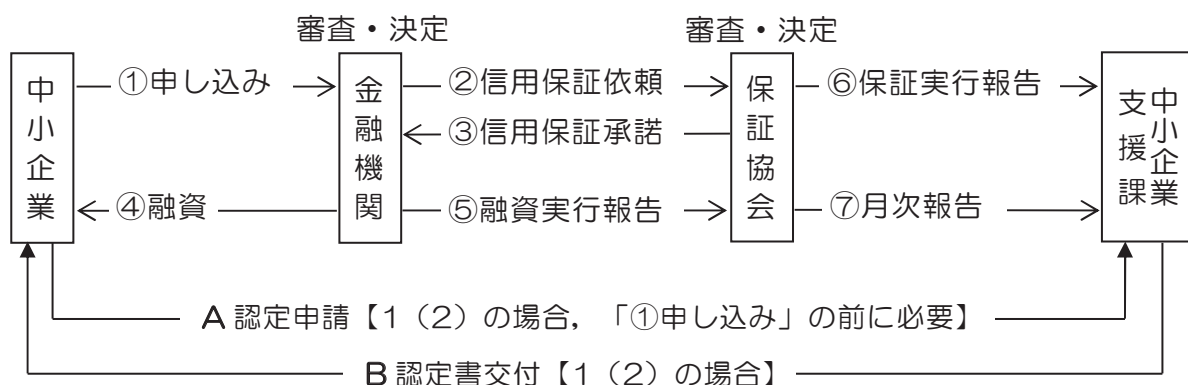 審査・決定
審査・決定
中小企業
①申し込み
金融機関
②信用保証依頼
保証協会
⑥保証実行報告
中小企業
支援課
③信用保証承諾
④融資
⑤融資実行報告
⑦月次報告
A 認定申請【1（2）の場合，「①申し込み」の前に必要】
B 認定書交付【1（2）の場合】